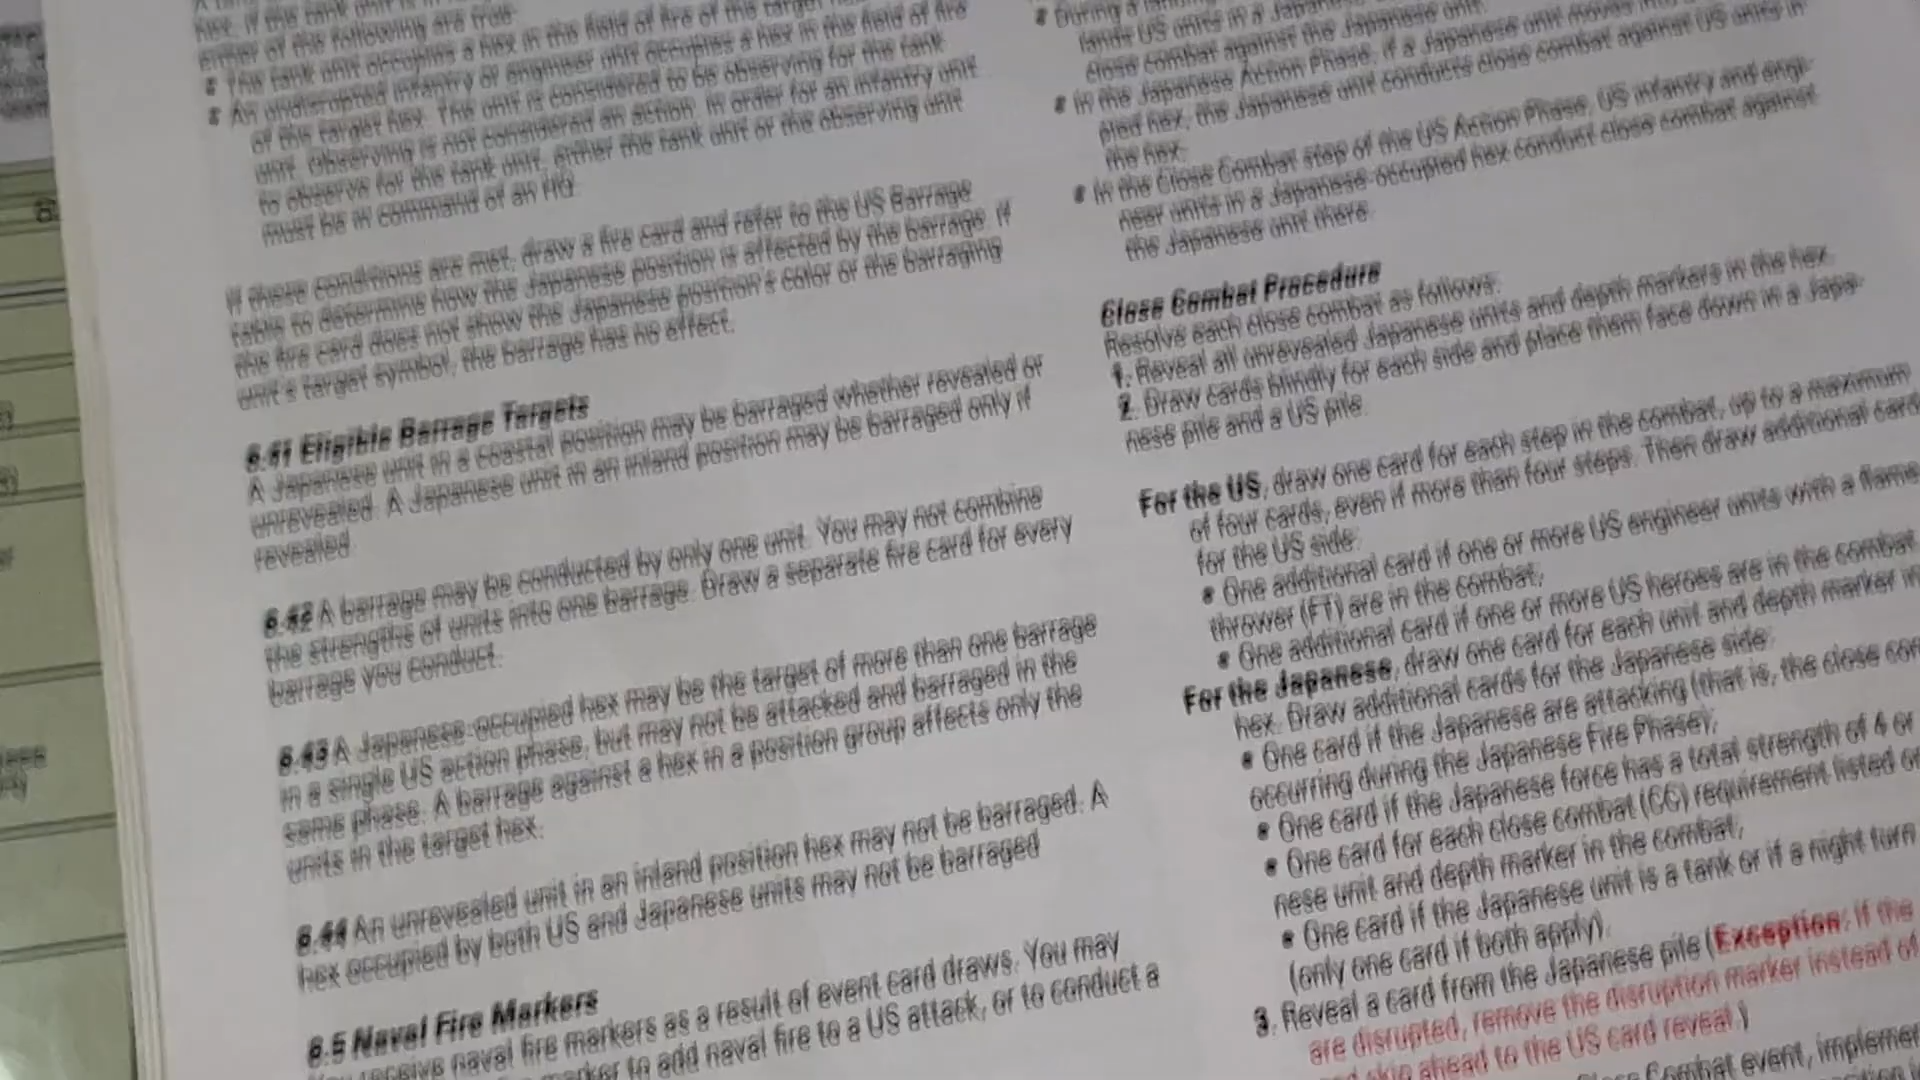 either of the following are true:
• The tank unit occupies a hex in the field of fire of the target
• An undisrupted infantry or engineer unit occupies a hex in the field of fire
of the target hex. The unit is considered to be observing for the tank
unit. Observing is not considered an action. In order for an infantry unit
to observe for the tank unit, either the tank unit or the observing unit
must be in command of an HQ.
If these conditions are met, draw a fire card and refer to the US Barrage
table to determine how the Japanese position is affected by the barrage. If
the fire card does not show the Japanese position's color or the barraging
unit's target symbol, the barrage has no effect.
6.41 Eligible Barrage Targets
A Japanese unit in a coastal position may be barraged whether revealed or
unrevealed. A Japanese unit in an inland position may be barraged only if
revealed.
6.42 A barrage may be conducted by only one unit. You may not combine
the strengths of units into one barrage. Draw a separate fire card for every
barrage you conduct.
6.43 A Japanese-occupied hex may be the target of more than one barrage
in a single US action phase, but may not be attacked and barraged in the
same phase. A barrage against a hex in a position group affects only the
units in the target hex.
6.44 An unrevealed unit in an inland position hex may not be barraged. A
hex occupied by both US and Japanese units may not be barraged
6.5 Naval Fire Markers
receive naval fire markers as a result of event card draws. You may
marker to add naval fire to a US attack, or to conduct a
• During a
lands US units in a
close combat against the Japanese unit.
• In the Japanese Action Phase, if a Japanese unit moves
pied hex, the Japanese unit conducts close combat against US units in
the hex.
• In the Close Combat step of the US Action Phase, US infantry and engi-
neer units in a Japanese-occupied hex conduct close combat against
the Japanese unit there.
Close Combat Procedure
Resolve each close combat as follows:
1. Reveal all unrevealed Japanese units and depth markers in the hex.
2. Draw cards blindly for each side and place them face down in a Japa-
nese pile and a US pile.
For the US, draw one card for each step in the combat, up to a maximum
of four cards, even if more than four steps. Then draw additional card
for the US side:
• One additional card if one or more US engineer units with a flame
thrower (FT) are in the combat;
• One additional card if one or more US heroes are in the combat
For the Japanese, draw one card for each unit and depth marker in
hex. Draw additional cards for the Japanese side:
• One card if the Japanese are attacking (that is, the close
occurring during the Japanese Fire Phase);
• One card if the Japanese force has a total strength of 4 or
• One card for each close combat (CC) requirement listed
nese unit and depth marker in the combat;
• One card if the Japanese unit is a tank or if a night turn
(only one card if both apply).
3. Reveal a card from the Japanese pile (Exception: If the
are disrupted, remove the disruption marker instead of
skip ahead to the US card reveal.)
Close Combat event, implement